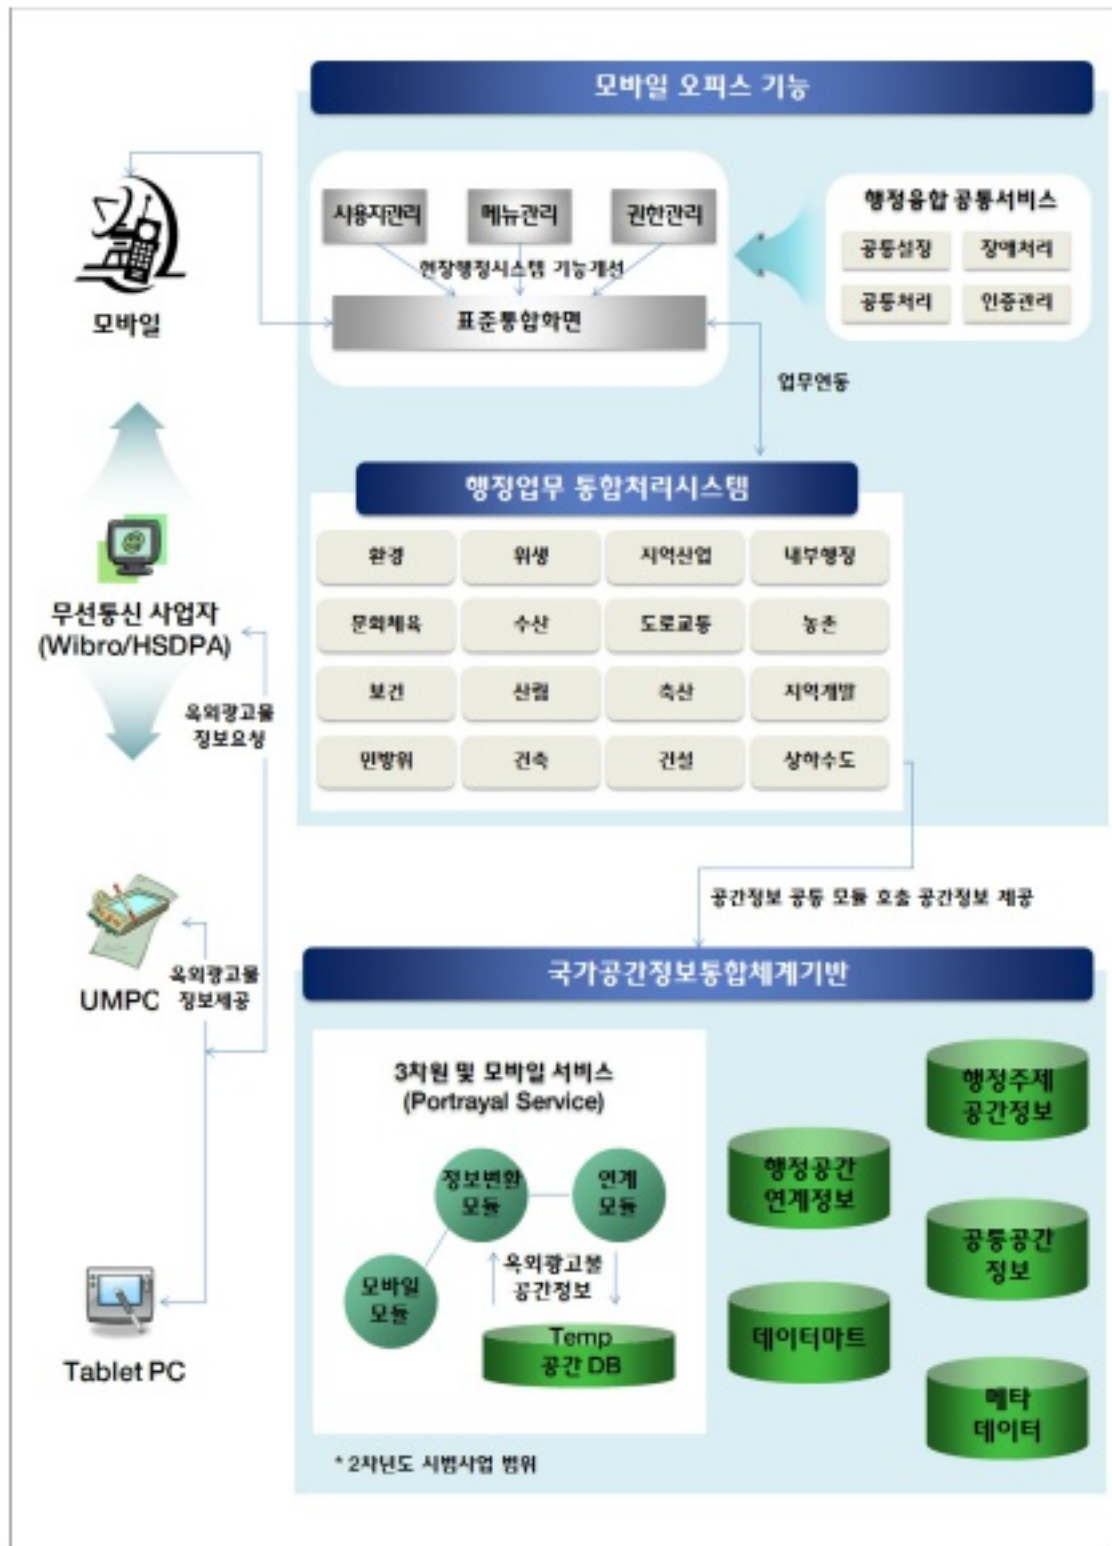 모바일 오피스 기능
사용자관리
메뉴관리
권한관리
현장행정시스템 기능개선
표준통합화면
행정융합 공통서비스
공통설정
장애처리
공통처리
인증관리
모바일
업무연동
행정업무 통합처리시스템
환경
위생
지역산업
내부행정
문화체육
수산
도로교통
농촌
보건
산림
축산
지역개발
민방위
건축
건설
상하수도
무선통신 사업자
(Wibro/HSDPA)
옥외광고물
정보요청
공간정보 공통 모듈 호출 공간정보 제공
UMPC
옥외광고물
정보제공
Tablet PC
국가공간정보통합체계기반
3차원 및 모바일 서비스
(Portrayal Service)
정보변환
모듈
연계
모듈
모바일
모듈
옥외광고물
공간정보
Temp
공간 DB
행정주제
공간정보
행정공간
연계정보
공통공간
정보
데이터마트
메타
데이터
* 2차년도 시범사업 범위